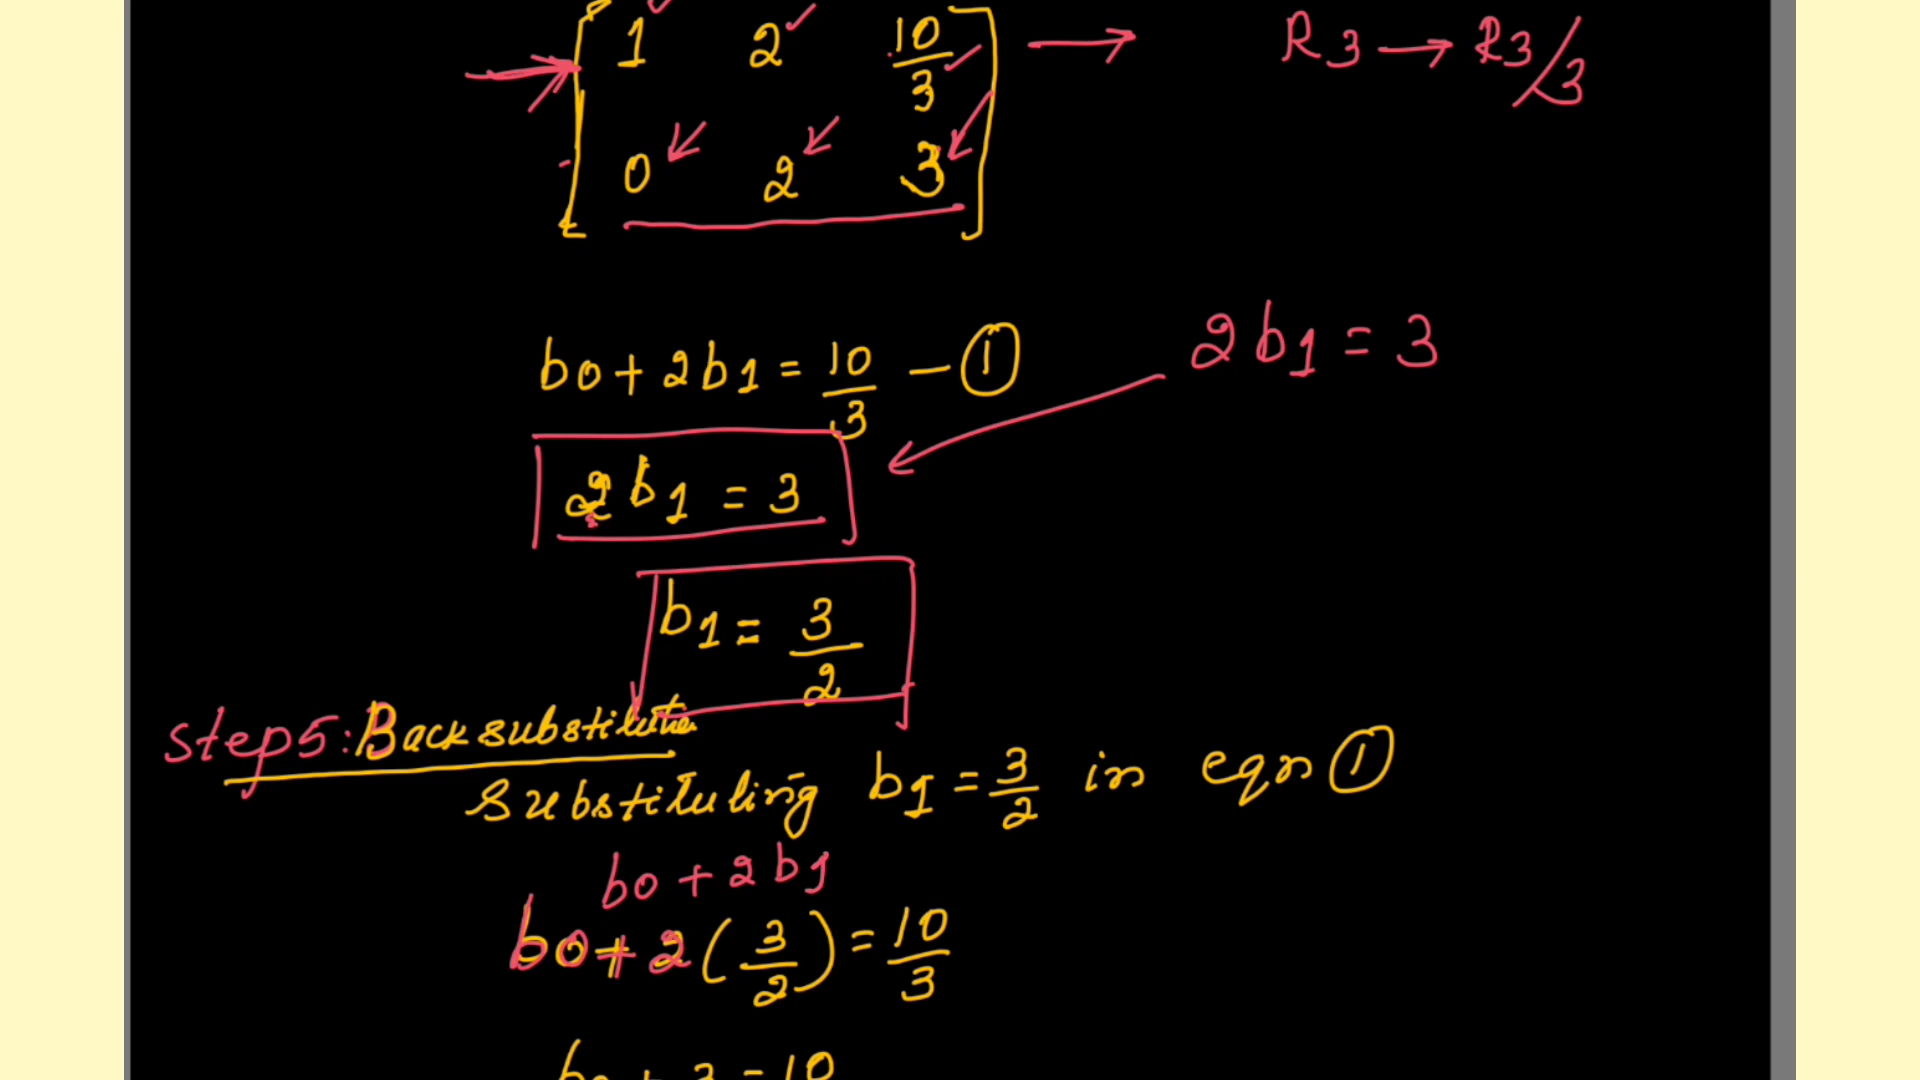 1 2 10/3 → R3 → R3/3
0 2 3
b0 + 2b1 = 10/3 - ①
2b1 = 3
2b1 = 3
b1 = 3/2
Step5: Backsubstitute
Substituting b1 = 3/2 in eqn ①
b0 + 2b1
b0 + 2(3/2) = 10/3